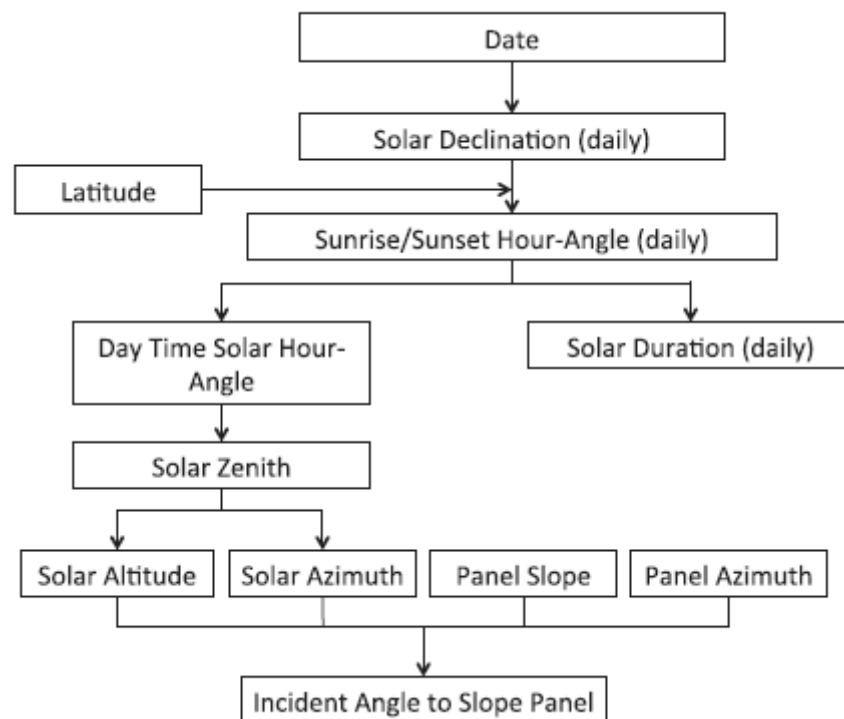 Date
Solar Declination (daily)
Latitude
Sunrise/Sunset Hour-Angle (daily)
Day Time Solar Hour-
Angle
Solar Duration (daily)
Solar Zenith
Solar Altitude
Solar Azimuth
Panel Slope
Panel Azimuth
Incident Angle to Slope Panel